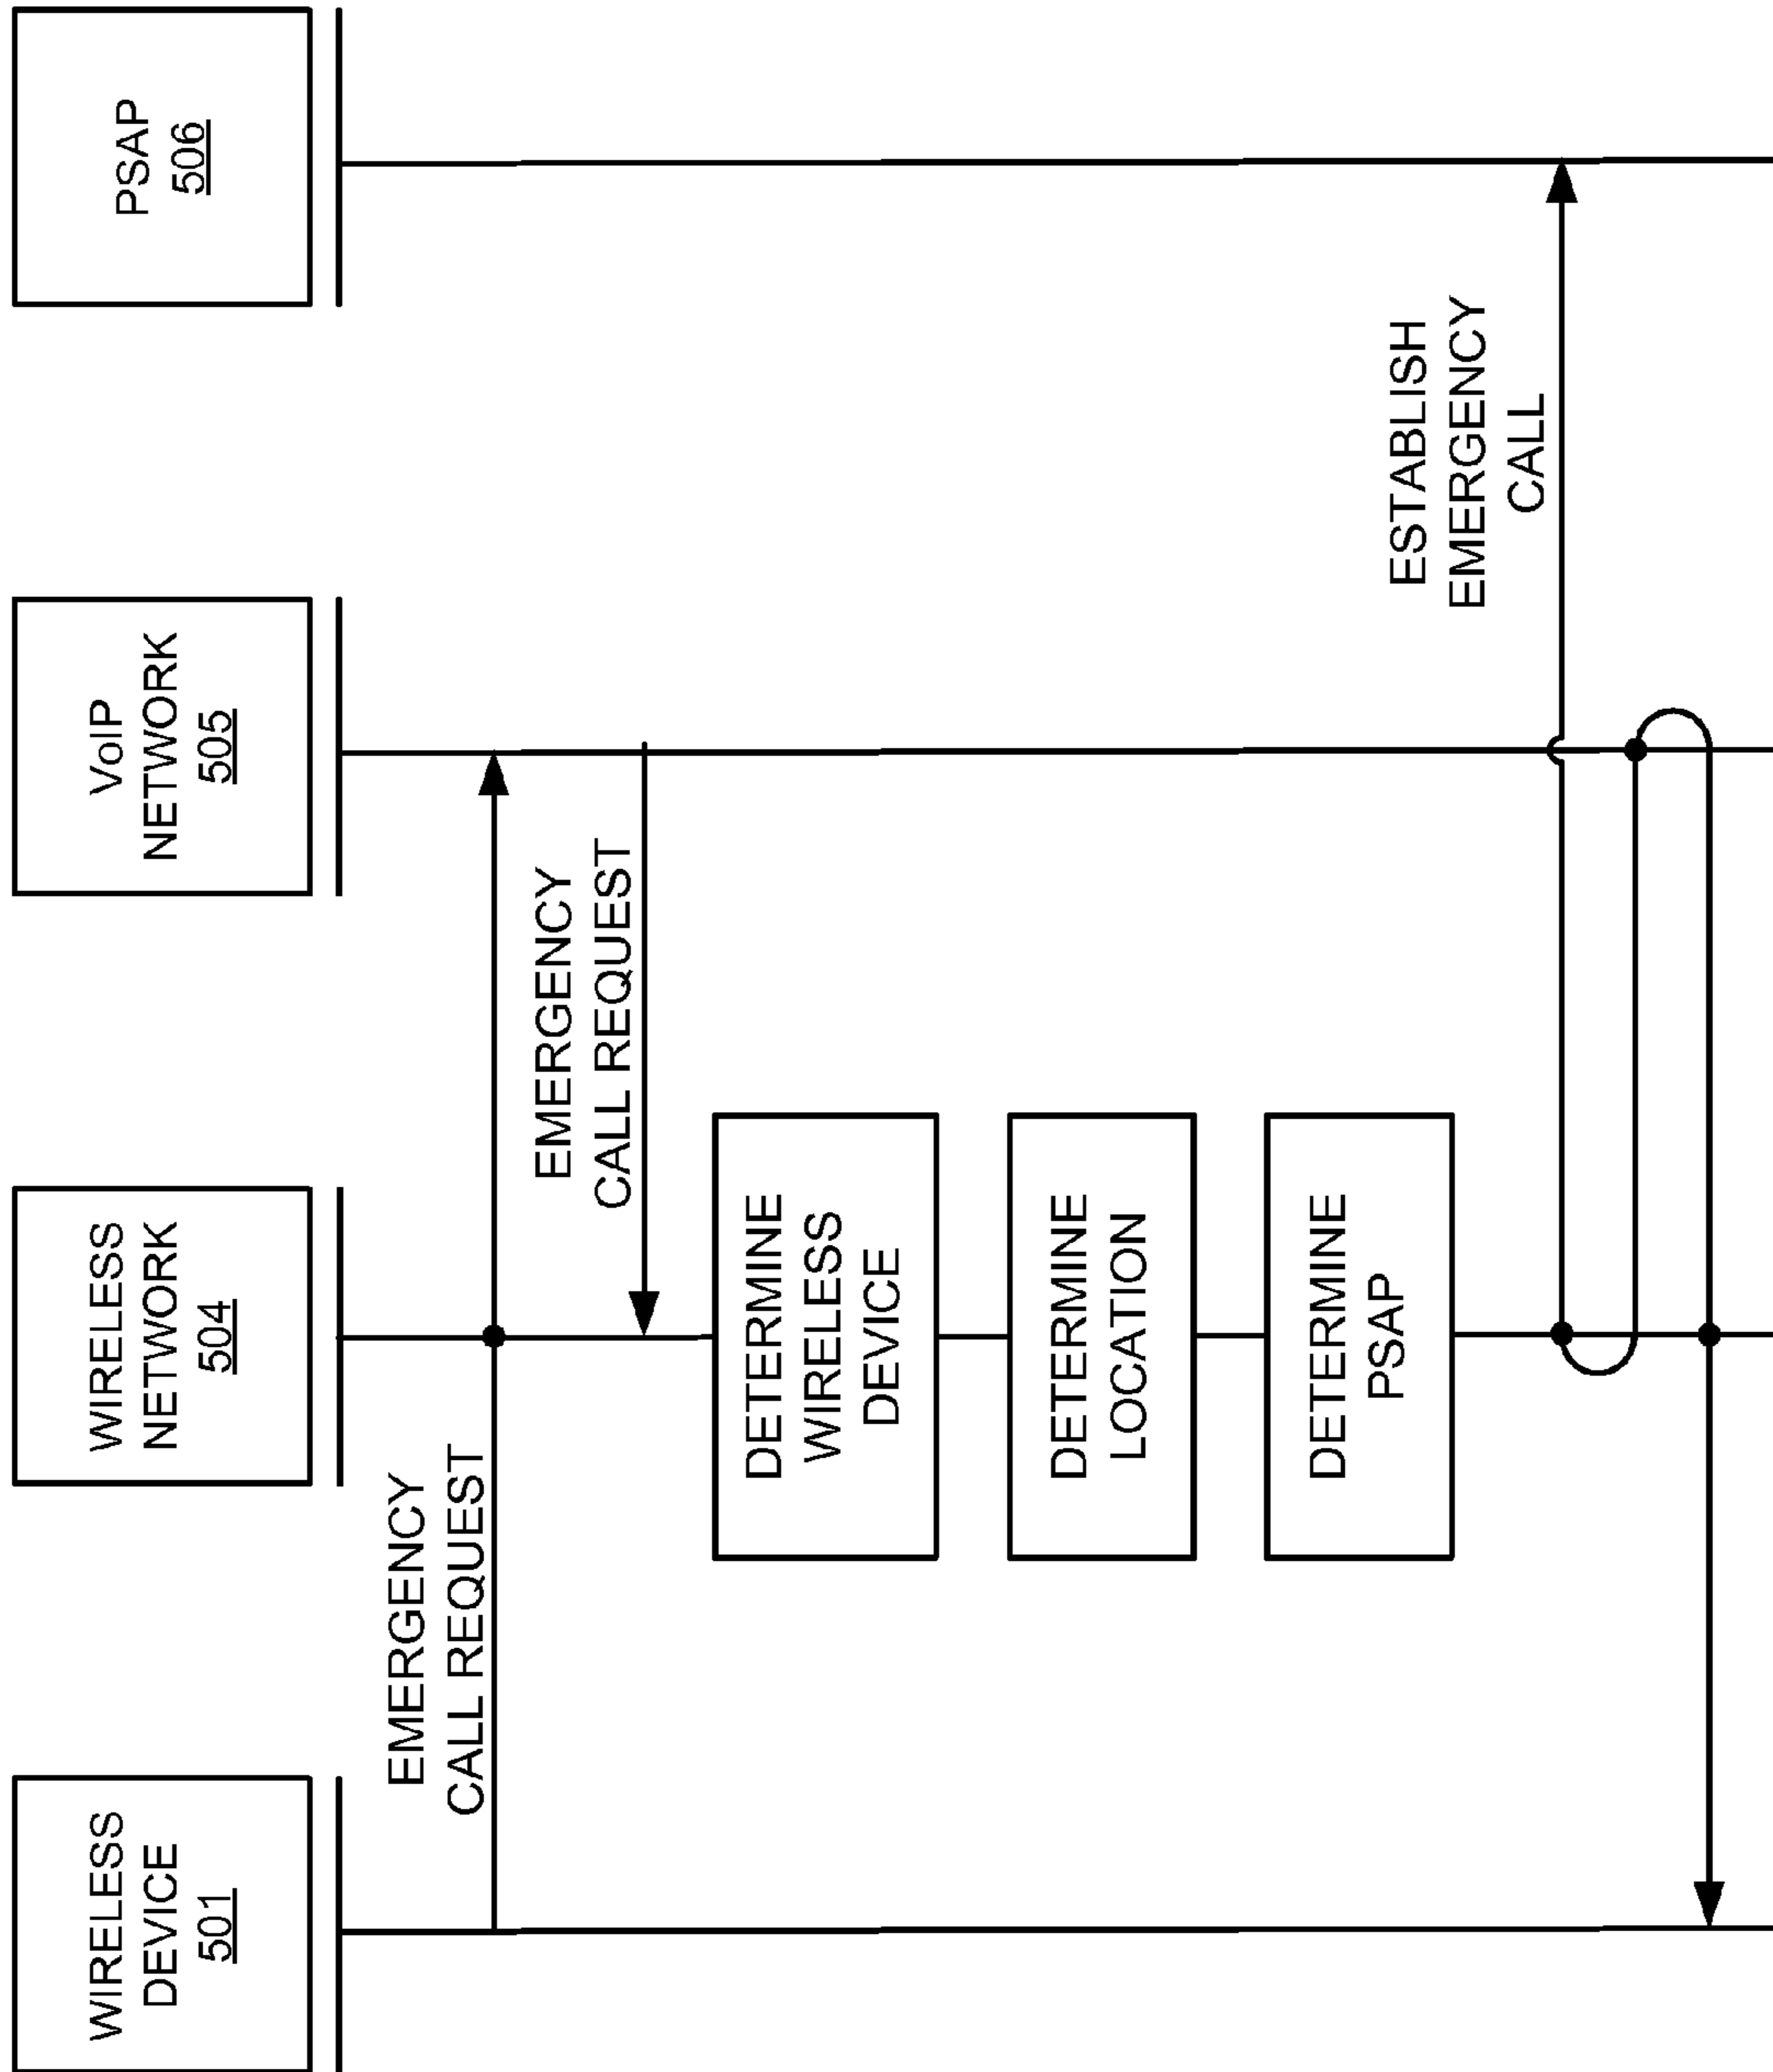 WIRELESS
DEVICE
501
WIRELESS
NETWORK
504
VoIP
NETWORK
505
PSAP
506
EMERGENCY
CALL REQUEST
EMERGENCY
CALL REQUEST
DETERMINE
WIRELESS
DEVICE
DETERMINE
LOCATION
DETERMINE
PSAP
ESTABLISH
EMERGENCY
CALL